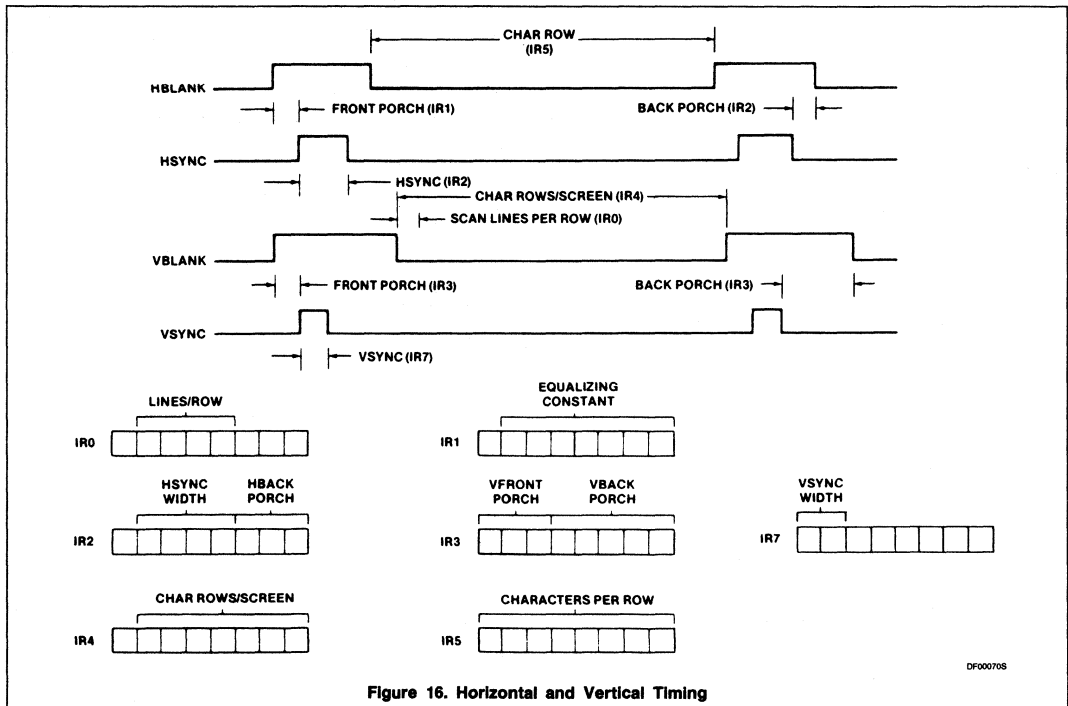 CHAR ROW
(IR5)
HBLANK
FRONT PORCH (IR1)
BACK PORCH (IR2)
HSYNC
HSYNC (IR2)
CHAR ROWS/SCREEN (IR4)
SCAN LINES PER ROW (IR0)
VBLANK
FRONT PORCH (IR3)
BACK PORCH (IR3)
VSYNC
VSYNC (IR7)
LINES/ROW
IR0
EQUALIZING
CONSTANT
IR1
HSYNC
WIDTH
HBACK
PORCH
IR2
VFRONT
PORCH
VBACK
PORCH
IR3
VSYNC
WIDTH
IR7
CHAR ROWS/SCREEN
IR4
CHARACTERS PER ROW
IR5
DF00070S
Figure 16. Horizontal and Vertical Timing